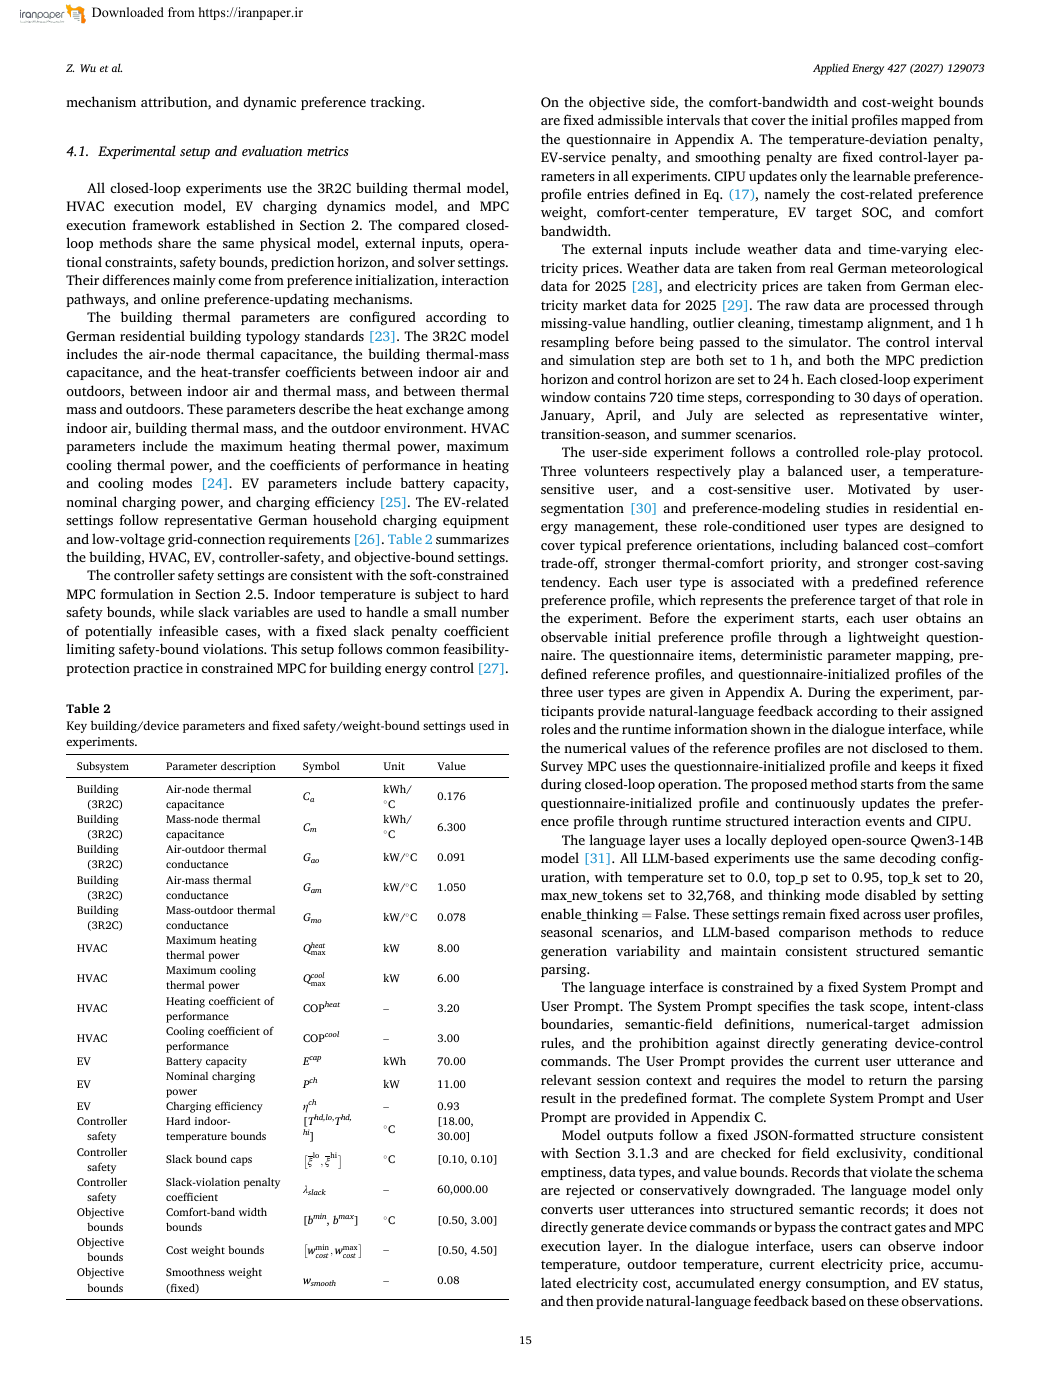 iranpaper Downloaded from https://iranpaper.ir
Z. Wu et al.
Applied Energy 427 (2027) 129073
mechanism attribution, and dynamic preference tracking.
4.1. Experimental setup and evaluation metrics
All closed-loop experiments use the 3R2C building thermal model,
HVAC execution model, EV charging dynamics model, and MPC
execution framework established in Section 2. The compared closed-
loop methods share the same physical model, external inputs, opera-
tional constraints, safety bounds, prediction horizon, and solver settings.
Their differences mainly come from preference initialization, interaction
pathways, and online preference-updating mechanisms.
The building thermal parameters are configured according to
German residential building typology standards [23]. The 3R2C model
includes the air-node thermal capacitance, the building thermal-mass
capacitance, and the heat-transfer coefficients between indoor air and
outdoors, between indoor air and thermal mass, and between thermal
mass and outdoors. These parameters describe the heat exchange among
indoor air, building thermal mass, and the outdoor environment. HVAC
parameters include the maximum heating thermal power, maximum
cooling thermal power, and the coefficients of performance in heating
and cooling modes [24]. EV parameters include battery capacity,
nominal charging power, and charging efficiency [25]. The EV-related
settings follow representative German household charging equipment
and low-voltage grid-connection requirements [26]. Table 2 summarizes
the building, HVAC, EV, controller-safety, and objective-bound settings.
The controller safety settings are consistent with the soft-constrained
MPC formulation in Section 2.5. Indoor temperature is subject to hard
safety bounds, while slack variables are used to handle a small number
of potentially infeasible cases, with a fixed slack penalty coefficient
limiting safety-bound violations. This setup follows common feasibility-
protection practice in constrained MPC for building energy control [27].
Table 2
Key building/device parameters and fixed safety/weight-bound settings used in
experiments.
Subsystem Parameter description Symbol Unit Value
Building (3R2C) Air-node thermal capacitance C_a kWh/°C 0.176
Building (3R2C) Mass-node thermal capacitance C_m kWh/°C 6.300
Building (3R2C) Air-outdoor thermal conductance G_ao kW/°C 0.091
Building (3R2C) Air-mass thermal conductance G_am kW/°C 1.050
Building (3R2C) Mass-outdoor thermal conductance G_mo kW/°C 0.078
HVAC Maximum heating thermal power Q_max^heat kW 8.00
HVAC Maximum cooling thermal power Q_max^cool kW 6.00
HVAC Heating coefficient of performance COP^heat – 3.20
HVAC Cooling coefficient of performance COP^cool – 3.00
EV Battery capacity E^cap kWh 70.00
EV Nominal charging power P^ch kW 11.00
EV Charging efficiency η^ch – 0.93
Controller safety Hard indoor-temperature bounds [T^hd,lo, T^hd,hi] °C [18.00, 30.00]
Controller safety Slack bound caps [ξ̅^lo, ξ̅^hi] °C [0.10, 0.10]
Controller safety Slack-violation penalty coefficient λ_slack – 60,000.00
Objective bounds Comfort-band width bounds [b^min, b^max] °C [0.50, 3.00]
Objective bounds Cost weight bounds [w_cost^min, w_cost^max] – [0.50, 4.50]
Objective bounds Smoothness weight (fixed) w_smooth – 0.08
On the objective side, the comfort-bandwidth and cost-weight bounds
are fixed admissible intervals that cover the initial profiles mapped from
the questionnaire in Appendix A. The temperature-deviation penalty,
EV-service penalty, and smoothing penalty are fixed control-layer pa-
rameters in all experiments. CIPU updates only the learnable preference-
profile entries defined in Eq. (17), namely the cost-related preference
weight, comfort-center temperature, EV target SOC, and comfort
bandwidth.
The external inputs include weather data and time-varying elec-
tricity prices. Weather data are taken from real German meteorological
data for 2025 [28], and electricity prices are taken from German elec-
tricity market data for 2025 [29]. The raw data are processed through
missing-value handling, outlier cleaning, timestamp alignment, and 1 h
resampling before being passed to the simulator. The control interval
and simulation step are both set to 1 h, and both the MPC prediction
horizon and control horizon are set to 24 h. Each closed-loop experiment
window contains 720 time steps, corresponding to 30 days of operation.
January, April, and July are selected as representative winter,
transition-season, and summer scenarios.
The user-side experiment follows a controlled role-play protocol.
Three volunteers respectively play a balanced user, a temperature-
sensitive user, and a cost-sensitive user. Motivated by user-
segmentation [30] and preference-modeling studies in residential en-
ergy management, these role-conditioned user types are designed to
cover typical preference orientations, including balanced cost–comfort
trade-off, stronger thermal-comfort priority, and stronger cost-saving
tendency. Each user type is associated with a predefined reference
preference profile, which represents the preference target of that role in
the experiment. Before the experiment starts, each user obtains an
observable initial preference profile through a lightweight question-
naire. The questionnaire items, deterministic parameter mapping, pre-
defined reference profiles, and questionnaire-initialized profiles of the
three user types are given in Appendix A. During the experiment, par-
ticipants provide natural-language feedback according to their assigned
roles and the runtime information shown in the dialogue interface, while
the numerical values of the reference profiles are not disclosed to them.
Survey MPC uses the questionnaire-initialized profile and keeps it fixed
during closed-loop operation. The proposed method starts from the same
questionnaire-initialized profile and continuously updates the prefer-
ence profile through runtime structured interaction events and CIPU.
The language layer uses a locally deployed open-source Qwen3-14B
model [31]. All LLM-based experiments use the same decoding config-
uration, with temperature set to 0.0, top_p set to 0.95, top_k set to 20,
max_new_tokens set to 32,768, and thinking mode disabled by setting
enable_thinking = False. These settings remain fixed across user profiles,
seasonal scenarios, and LLM-based comparison methods to reduce
generation variability and maintain consistent structured semantic
parsing.
The language interface is constrained by a fixed System Prompt and
User Prompt. The System Prompt specifies the task scope, intent-class
boundaries, semantic-field definitions, numerical-target admission
rules, and the prohibition against directly generating device-control
commands. The User Prompt provides the current user utterance and
relevant session context and requires the model to return the parsing
result in the predefined format. The complete System Prompt and User
Prompt are provided in Appendix C.
Model outputs follow a fixed JSON-formatted structure consistent
with Section 3.1.3 and are checked for field exclusivity, conditional
emptiness, data types, and value bounds. Records that violate the schema
are rejected or conservatively downgraded. The language model only
converts user utterances into structured semantic records; it does not
directly generate device commands or bypass the contract gates and MPC
execution layer. In the dialogue interface, users can observe indoor
temperature, outdoor temperature, current electricity price, accumu-
lated electricity cost, accumulated energy consumption, and EV status,
and then provide natural-language feedback based on these observations.
15